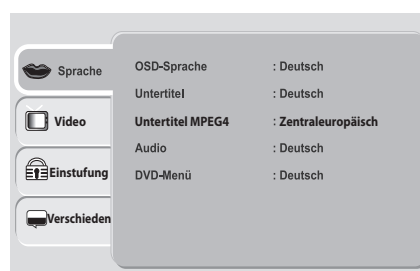 Sprache
Video
Einstufung
Verschieden
OSD-Sprache : Deutsch
Untertitel : Deutsch
Untertitel MPEG4 : Zentraleuropäisch
Audio : Deutsch
DVD-Menü : Deutsch